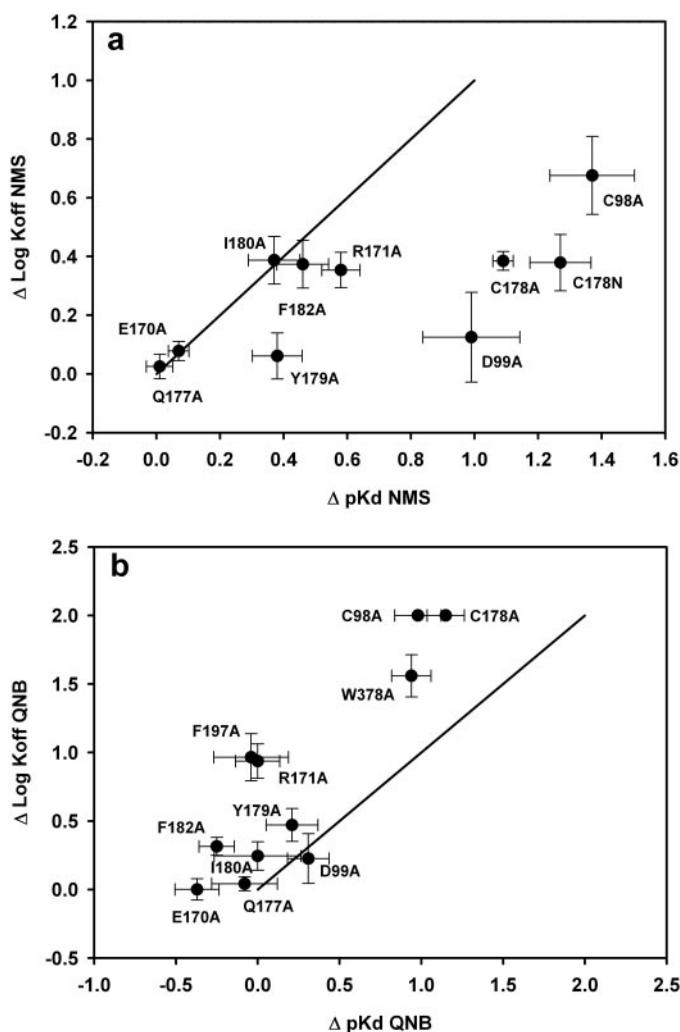 a
1.2
1.0
0.8
0.6
0.4
0.2
0.0
-0.2
Δ Log Koff NMS
C98A
I180A
R171A
F182A
C178A
C178N
E170A
Y179A
D99A
Q177A
-0.2 0.0 0.2 0.4 0.6 0.8 1.0 1.2 1.4 1.6
Δ pKd NMS
b
2.5
2.0
1.5
1.0
0.5
0.0
-0.5
Δ Log Koff QNB
C98A C178A
W378A
F197A
R171A
Y179A
F182A
I180A
D99A
E170A
Q177A
-1.0 -0.5 0.0 0.5 1.0 1.5 2.0 2.5
Δ pKd QNB